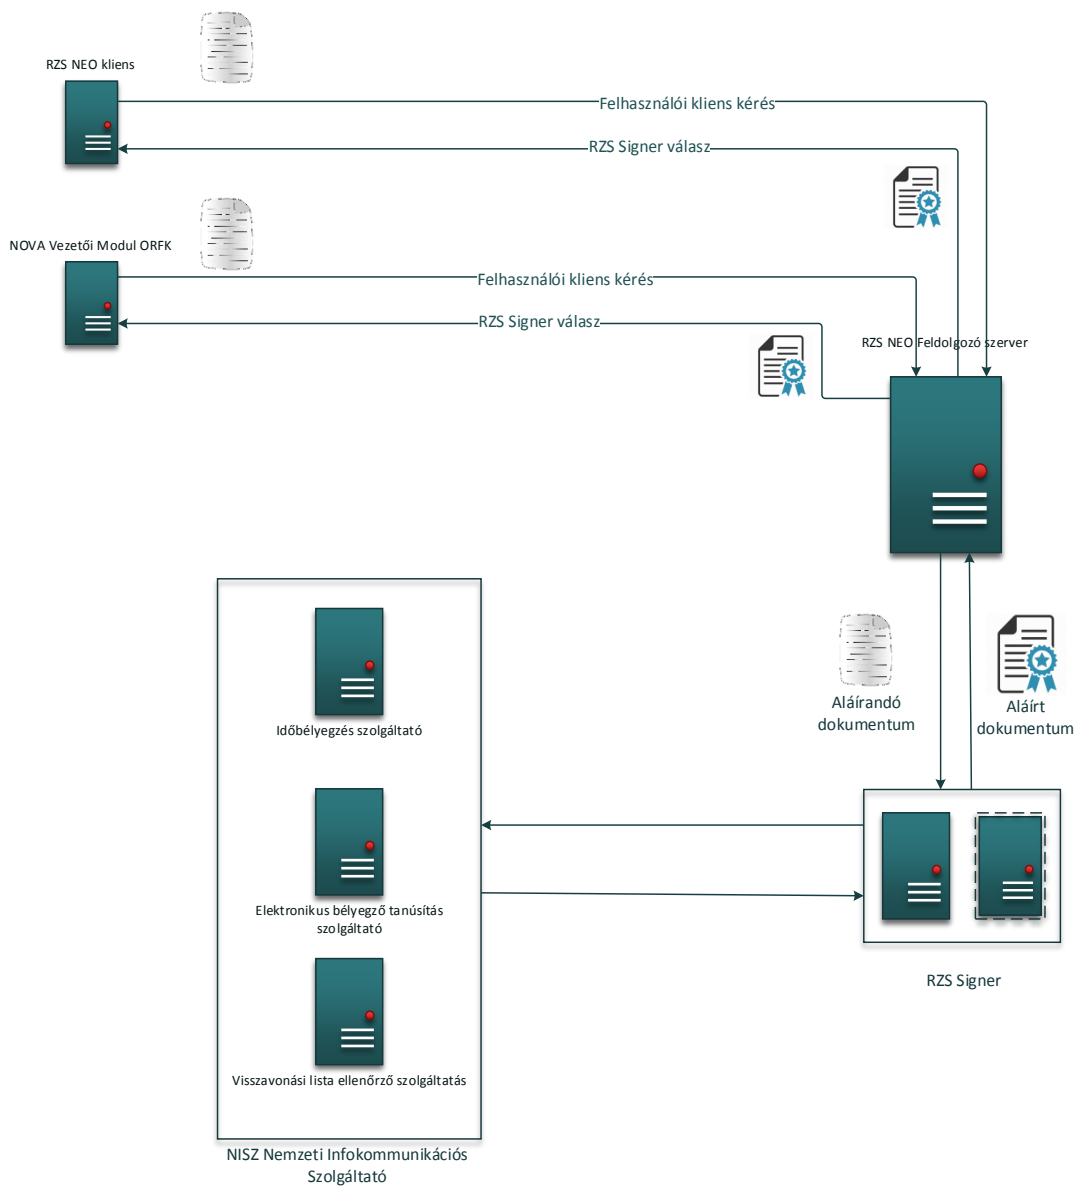 RZS NEO kliens
Felhasználói kliens kérés
RZS Signer válasz
NOVA Vezetői Modul ORFK
Felhasználói kliens kérés
RZS Signer válasz
RZS NEO Feldolgozó szerver
Aláírandó
dokumentum
Aláírt
dokumentum
Időbélyegzés szolgáltató
Elektronikus bélyegző tanúsítás
szolgáltató
RZS Signer
Visszavonási lista ellenőrző szolgáltatás
NISZ Nemzeti Infokommunikációs
Szolgáltató